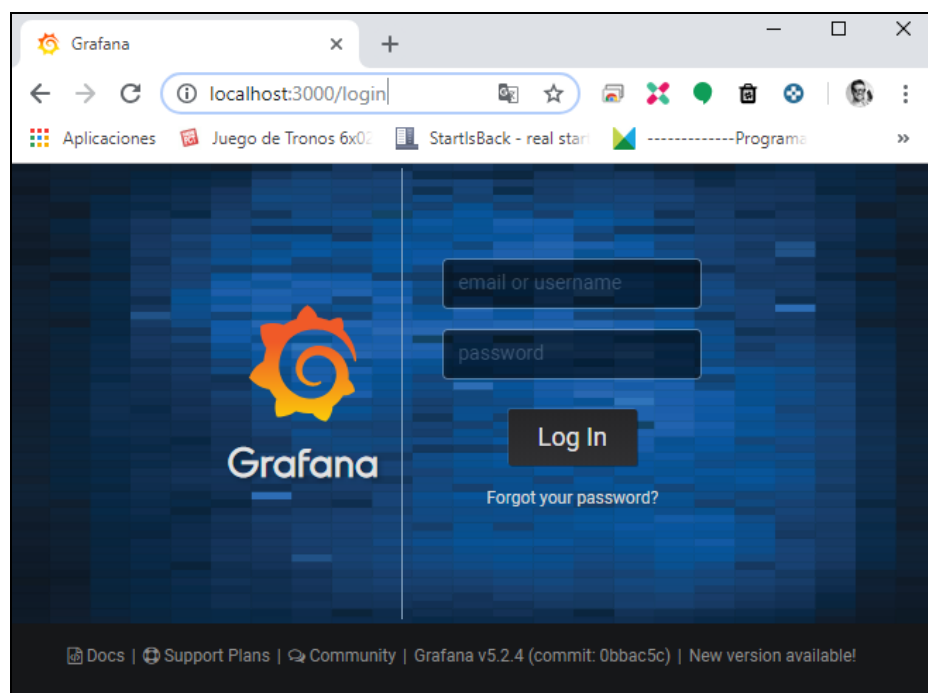 Grafana
localhost:3000/login
Aplicaciones Juego de Tronos 6x02 StartIsBack - real star -------------Programa
email or username
password
Log In
Grafana
Forgot your password?
Docs | Support Plans | Community | Grafana v5.2.4 (commit: 0bbac5c) | New version available!